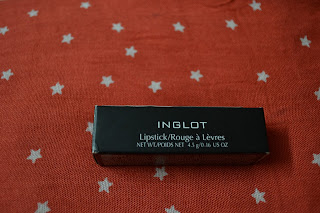 INGLOT
Lipstick/Rouge à Lèvres
NET WT./POIDS NET 4.5 g/0.16 US OZ